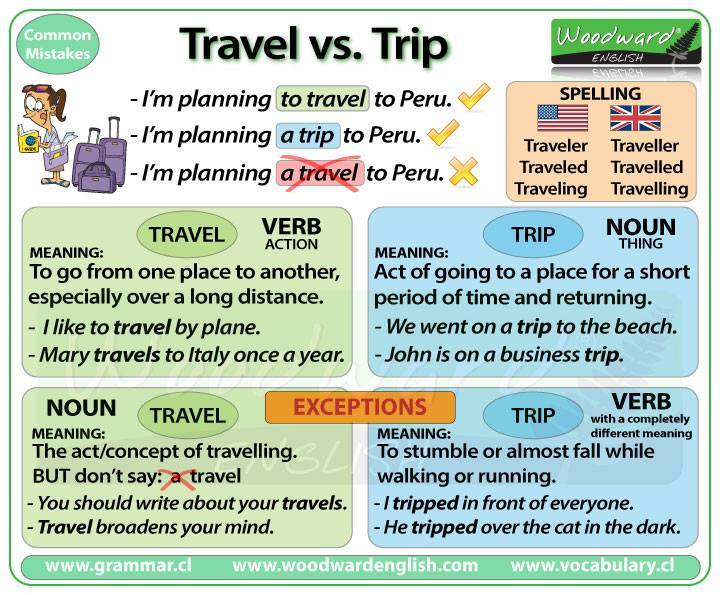 Common
Mistakes
Travel vs. Trip
Woodward®
ENGLISH
- I'm planning to travel to Peru.
- I'm planning a trip to Peru.
- I'm planning a travel to Peru.
GUIDE
SPELLING
Traveler Traveller
Traveled Travelled
Traveling Travelling
TRAVEL
VERB
ACTION
MEANING:
To go from one place to another,
especially over a long distance.
- I like to travel by plane.
- Mary travels to Italy once a year.
TRIP
NOUN
THING
MEANING:
Act of going to a place for a short
period of time and returning.
- We went on a trip to the beach.
- John is on a business trip.
EXCEPTIONS
NOUN
TRAVEL
MEANING:
The act/concept of travelling.
BUT don't say: a travel
- You should write about your travels.
- Travel broadens your mind.
TRIP
VERB
with a completely
different meaning
MEANING:
To stumble or almost fall while
walking or running.
- I tripped in front of everyone.
- He tripped over the cat in the dark.
Woodward®
ENGLISH
www.grammar.cl www.woodwardenglish.com www.vocabulary.cl